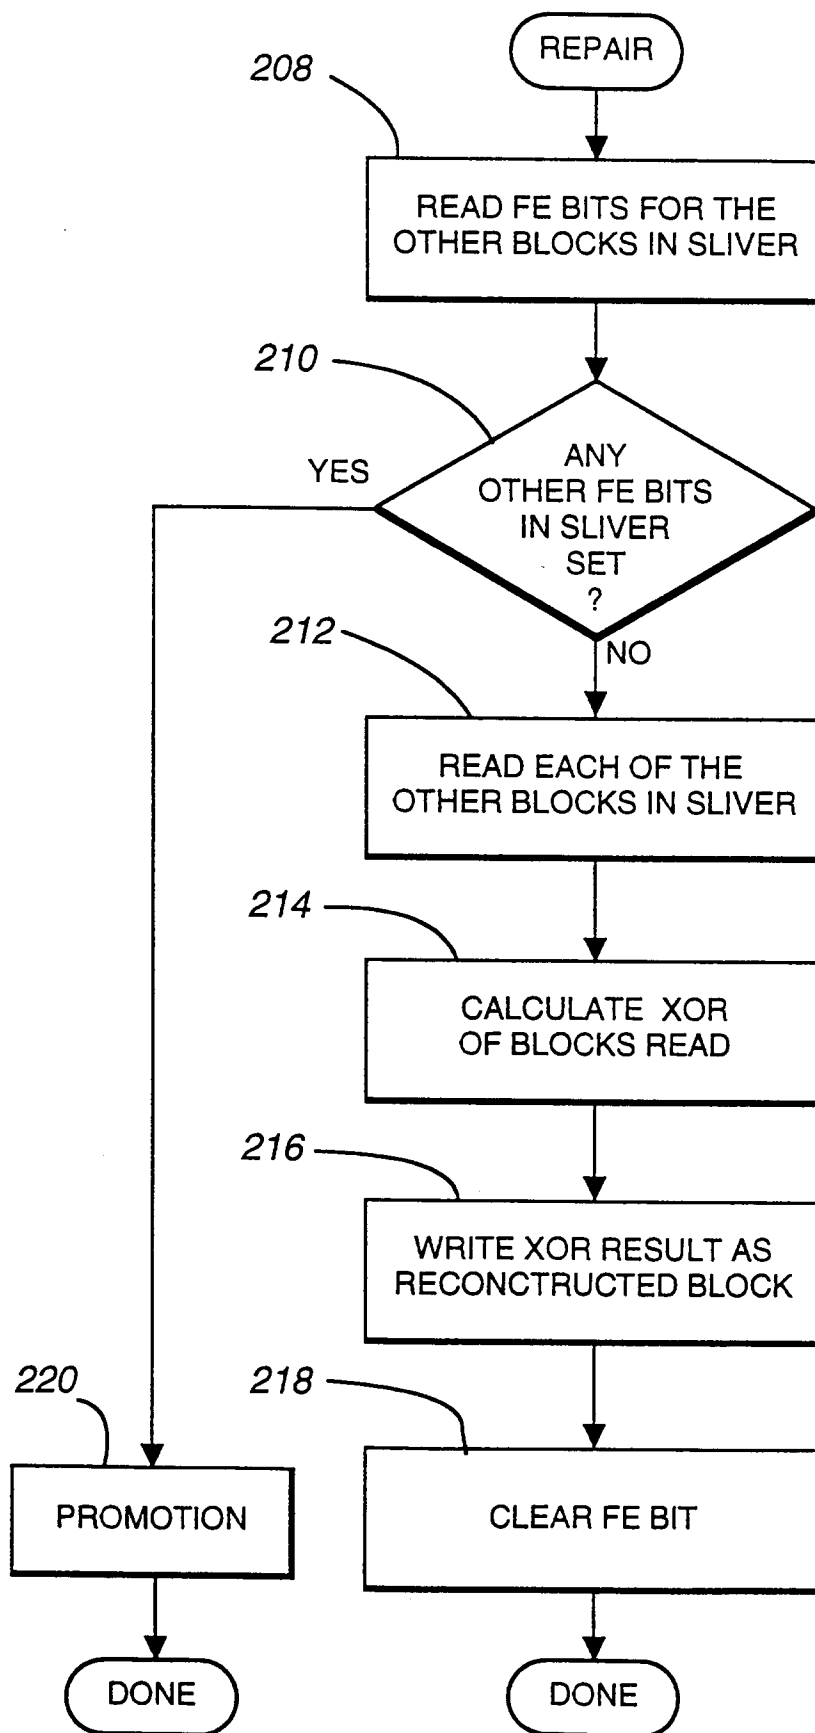 REPAIR
208
READ FE BITS FOR THE
OTHER BLOCKS IN SLIVER
210
YES
ANY
OTHER FE BITS
IN SLIVER
SET
?
212
NO
READ EACH OF THE
OTHER BLOCKS IN SLIVER
214
CALCULATE XOR
OF BLOCKS READ
216
WRITE XOR RESULT AS
RECONCTRUCTED BLOCK
220
218
PROMOTION
CLEAR FE BIT
DONE
DONE